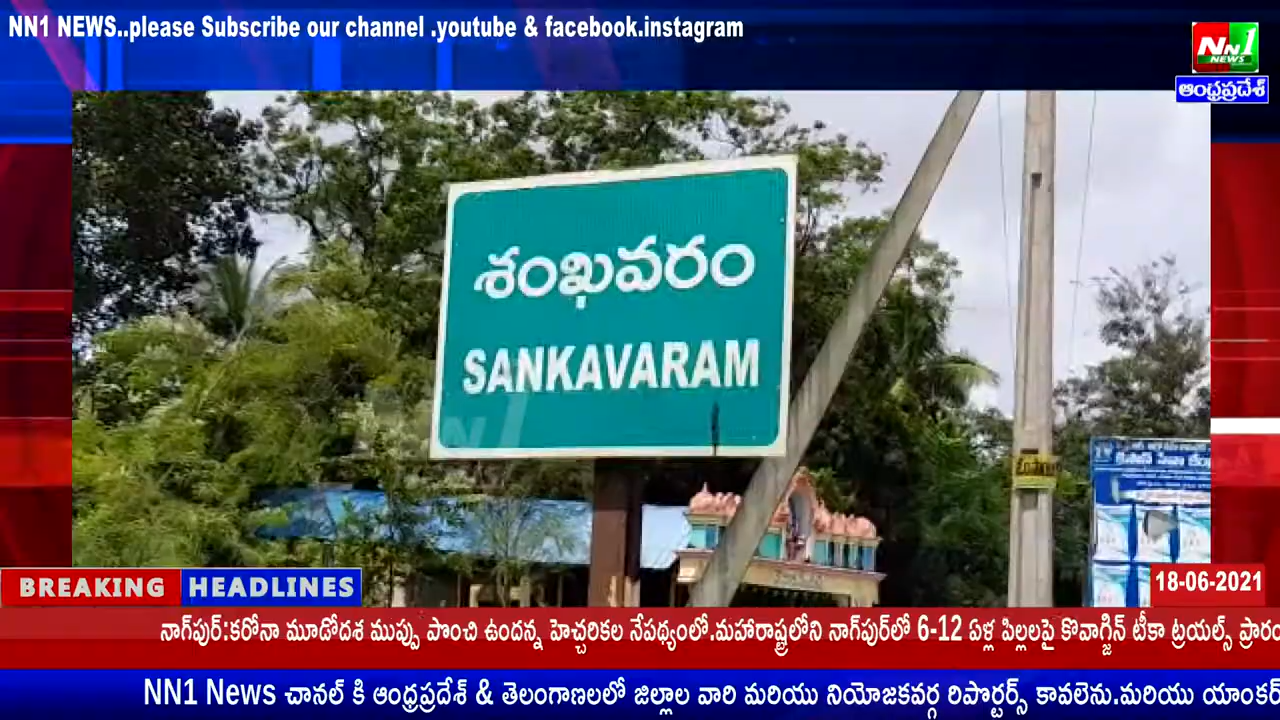 NN1 NEWS..please Subscribe our channel .youtube & facebook.instagram
NN1
NEWS
ఆంధ్రప్రదేశ్
శంఖవరం
SANKAVARAM
BREAKING HEADLINES
18-06-2021
నాగ్‌పుర్:కరోనా మూడోదశ ముప్పు పొంచి ఉందన్న హెచ్చరికల నేపథ్యంలో.మహారాష్ట్రలోని నాగ్‌పుర్‌లో 6-12 ఏళ్ల పిల్లలపై కొవాగ్జిన్ టీకా ట్రయల్స్ ప్రారం
NN1 News చానల్ కి ఆంధ్రప్రదేశ్ & తెలంగాణలలో జిల్లాల వారి మరియు నియోజకవర్గ రిపొర్టర్స్ కావలెను.మరియు యాంకర్